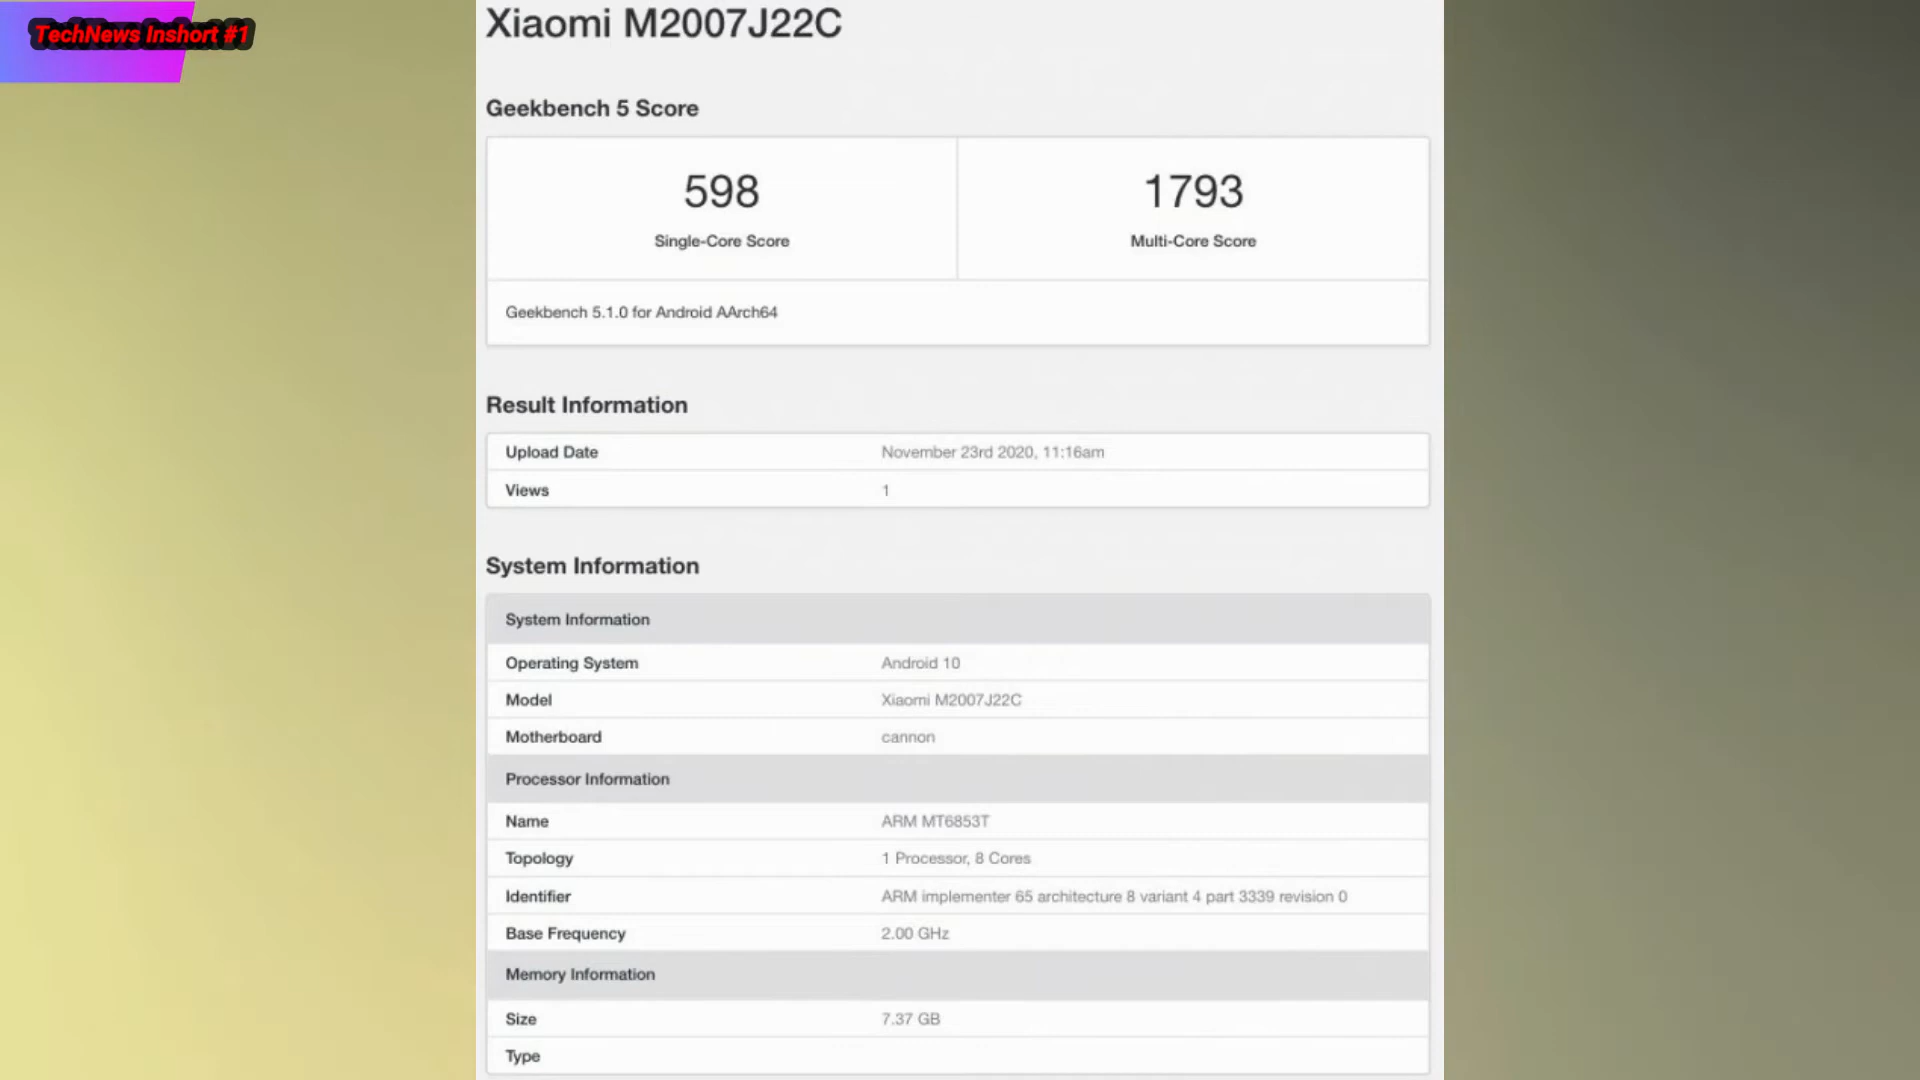 TechNews Inshort #1
Xiaomi M2007J22C
Geekbench 5 Score
598 1793
Single-Core Score Multi-Core Score
Geekbench 5.1.0 for Android AArch64
Result Information
Upload Date November 23rd 2020, 11:16am
Views 1
System Information
System Information
Operating System Android 10
Model Xiaomi M2007J22C
Motherboard cannon
Processor Information
Name ARM MT6853T
Topology 1 Processor, 8 Cores
Identifier ARM implementer 65 architecture 8 variant 4 part 3339 revision 0
Base Frequency 2.00 GHz
Memory Information
Size 7.37 GB
Type